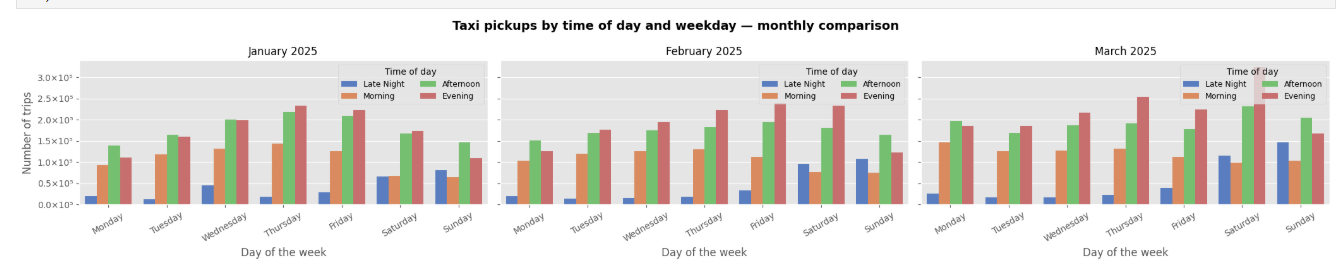 Taxi pickups by time of day and weekday — monthly comparison
January 2025
February 2025
March 2025
Number of trips
3.0×10⁵
2.5×10⁵
2.0×10⁵
1.5×10⁵
1.0×10⁵
0.5×10⁵
0.0×10⁵
Time of day
Late Night
Afternoon
Morning
Evening
Time of day
Late Night
Afternoon
Morning
Evening
Time of day
Late Night
Afternoon
Morning
Evening
Monday
Tuesday
Wednesday
Thursday
Friday
Saturday
Sunday
Monday
Tuesday
Wednesday
Thursday
Friday
Saturday
Sunday
Monday
Tuesday
Wednesday
Thursday
Friday
Saturday
Sunday
Day of the week
Day of the week
Day of the week